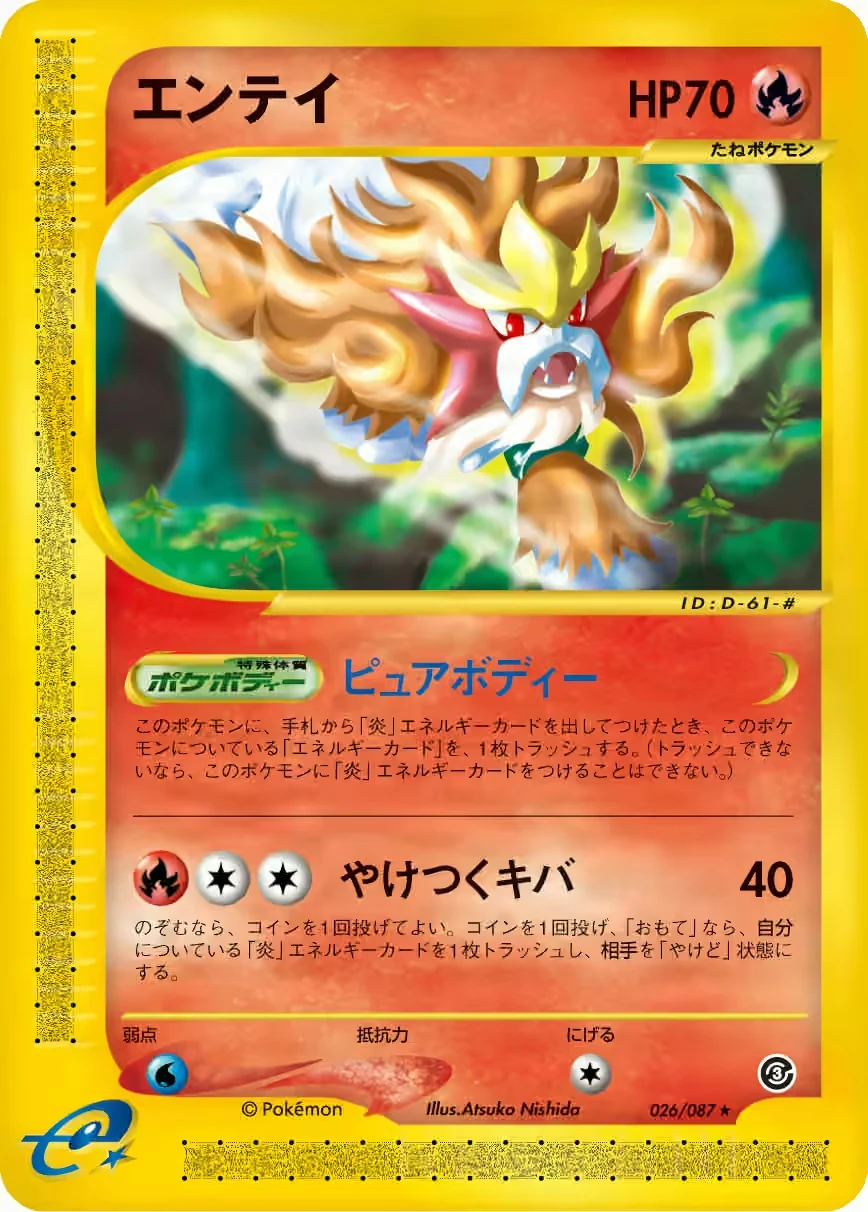 エンテイ
HP70
たねポケモン
ID:D-61-#
特殊体質
ポケボディー
ピュアボディー
このポケモンに、手札から「炎」エネルギーカードを出してつけたとき、このポケ
モンについている「エネルギーカード」を、1枚トラッシュする。(トラッシュできな
いなら、このポケモンに「炎」エネルギーカードをつけることはできない。)
やけつくキバ 40
のぞむなら、コインを1回投げてよい。コインを1回投げ、「おもて」なら、自分
についている「炎」エネルギーカードを1枚トラッシュし、相手を「やけど」状態に
する。
弱点 抵抗力 にげる
3
© Pokémon Illus.Atsuko Nishida 026/087 ★
e